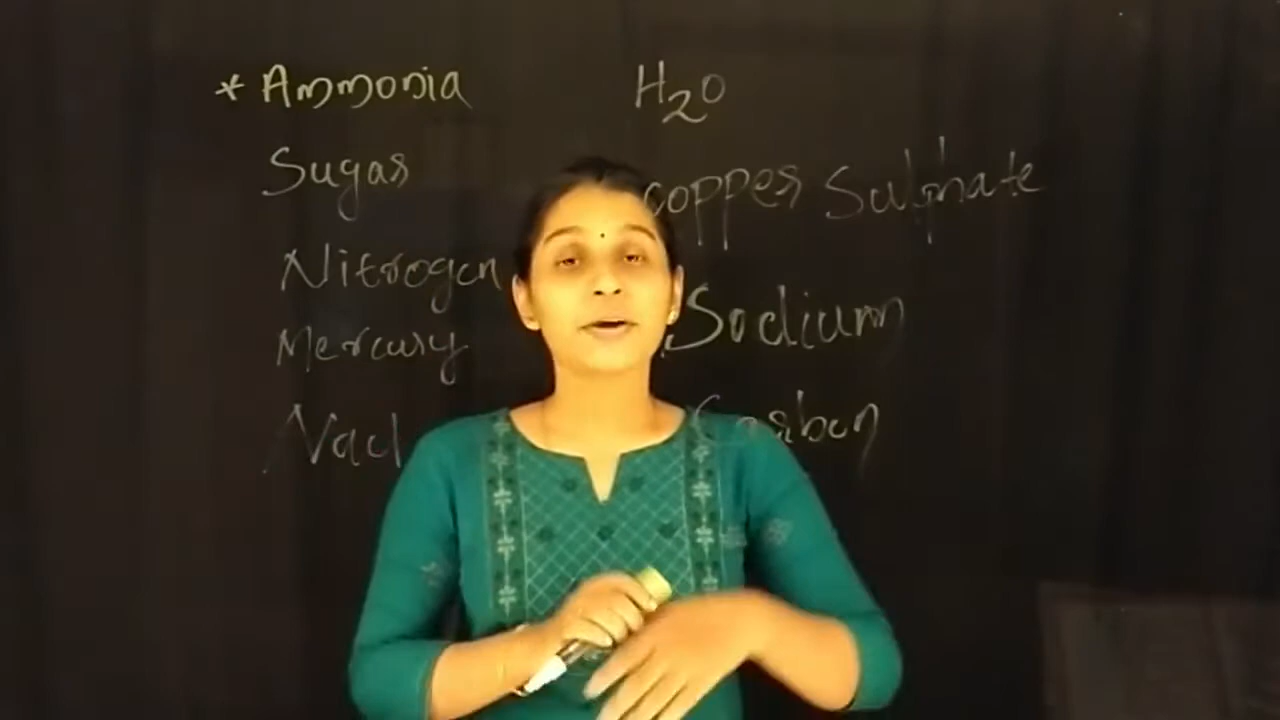 * Ammonia
Sugar
Nitrogen
Mercury
Nacl
H2O
copper Sulphate
Sodium
Carbon